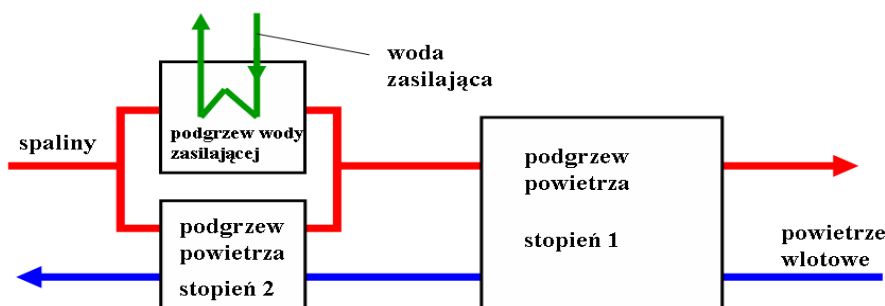 woda
zasilająca
spaliny
podgrzew wody
zasilającej
podgrzew
powietrza
stopień 2
podgrzew
powietrza
stopień 1
powietrze
wlotowe